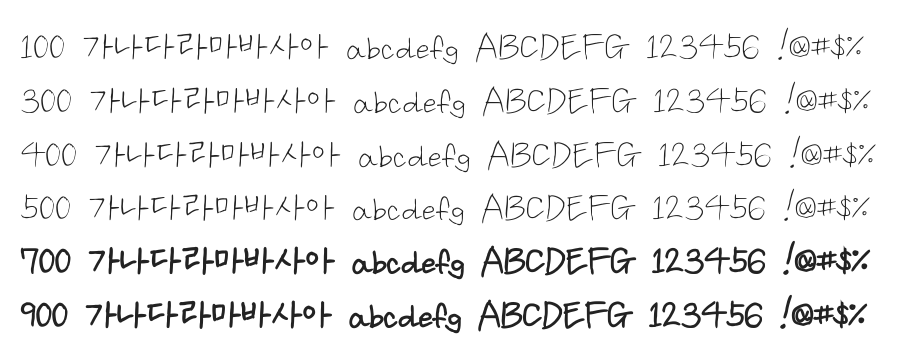 100 가나다라마바사아 abcdefg ABCDEFG 123456 !@#$%
300 가나다라마바사아 abcdefg ABCDEFG 123456 !@#$%
400 가나다라마바사아 abcdefg ABCDEFG 123456 !@#$%
500 가나다라마바사아 abcdefg ABCDEFG 123456 !@#$%
700 가나다라마바사아 abcdefg ABCDEFG 123456 !@#$%
900 가나다라마바사아 abcdefg ABCDEFG 123456 !@#$%